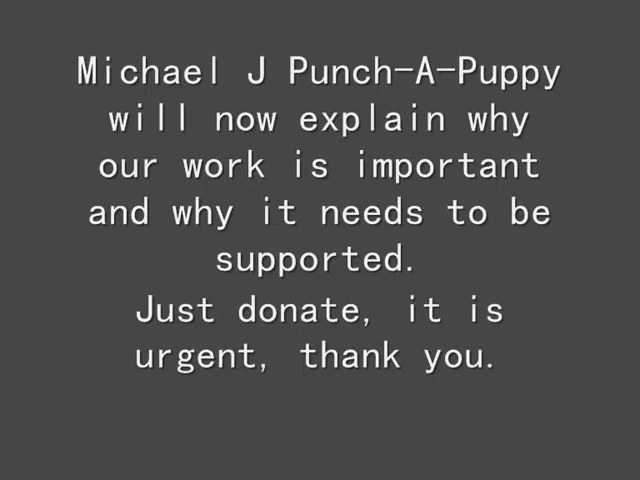 Michael J Punch-A-Puppy
will now explain why
our work is important
and why it needs to be
supported.
Just donate, it is
urgent, thank you.